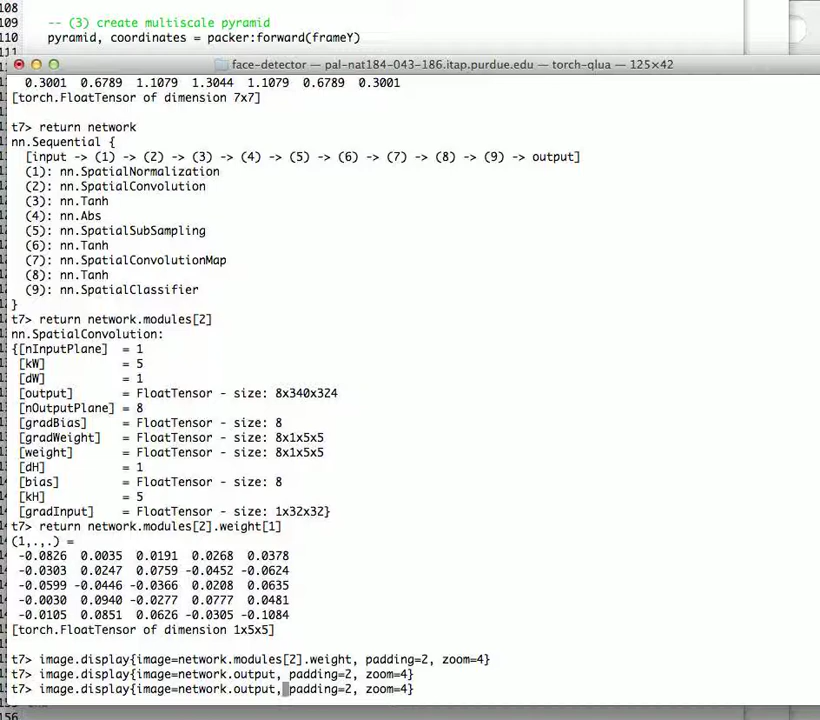 108
109 -- (3) create multiscale pyramid
110 pyramid, coordinates = packer:forward(frameY)
face-detector — pal-nat184-043-186.itap.purdue.edu — torch-qlua — 125×42
0.3001 0.6789 1.1079 1.3044 1.1079 0.6789 0.3001
[torch.FloatTensor of dimension 7x7]
t7> return network
nn.Sequential {
[input -> (1) -> (2) -> (3) -> (4) -> (5) -> (6) -> (7) -> (8) -> (9) -> output]
(1): nn.SpatialNormalization
(2): nn.SpatialConvolution
(3): nn.Tanh
(4): nn.Abs
(5): nn.SpatialSubSampling
(6): nn.Tanh
(7): nn.SpatialConvolutionMap
(8): nn.Tanh
(9): nn.SpatialClassifier
}
t7> return network.modules[2]
nn.SpatialConvolution:
{[nInputPlane] = 1
[kW] = 5
[dW] = 1
[output] = FloatTensor - size: 8x340x324
[nOutputPlane] = 8
[gradBias] = FloatTensor - size: 8
[gradWeight] = FloatTensor - size: 8x1x5x5
[weight] = FloatTensor - size: 8x1x5x5
[dH] = 1
[bias] = FloatTensor - size: 8
[kH] = 5
[gradInput] = FloatTensor - size: 1x32x32}
t7> return network.modules[2].weight[1]
(1,.,.) =
-0.0826 0.0035 0.0191 0.0268 0.0378
-0.0303 0.0247 0.0759 -0.0452 -0.0624
-0.0599 -0.0446 -0.0366 0.0208 0.0635
-0.0030 0.0940 -0.0277 0.0777 0.0481
-0.0105 0.0851 0.0626 -0.0305 -0.1084
[torch.FloatTensor of dimension 1x5x5]
t7> image.display{image=network.modules[2].weight, padding=2, zoom=4}
t7> image.display{image=network.output, padding=2, zoom=4}
t7> image.display{image=network.output, padding=2, zoom=4}
156